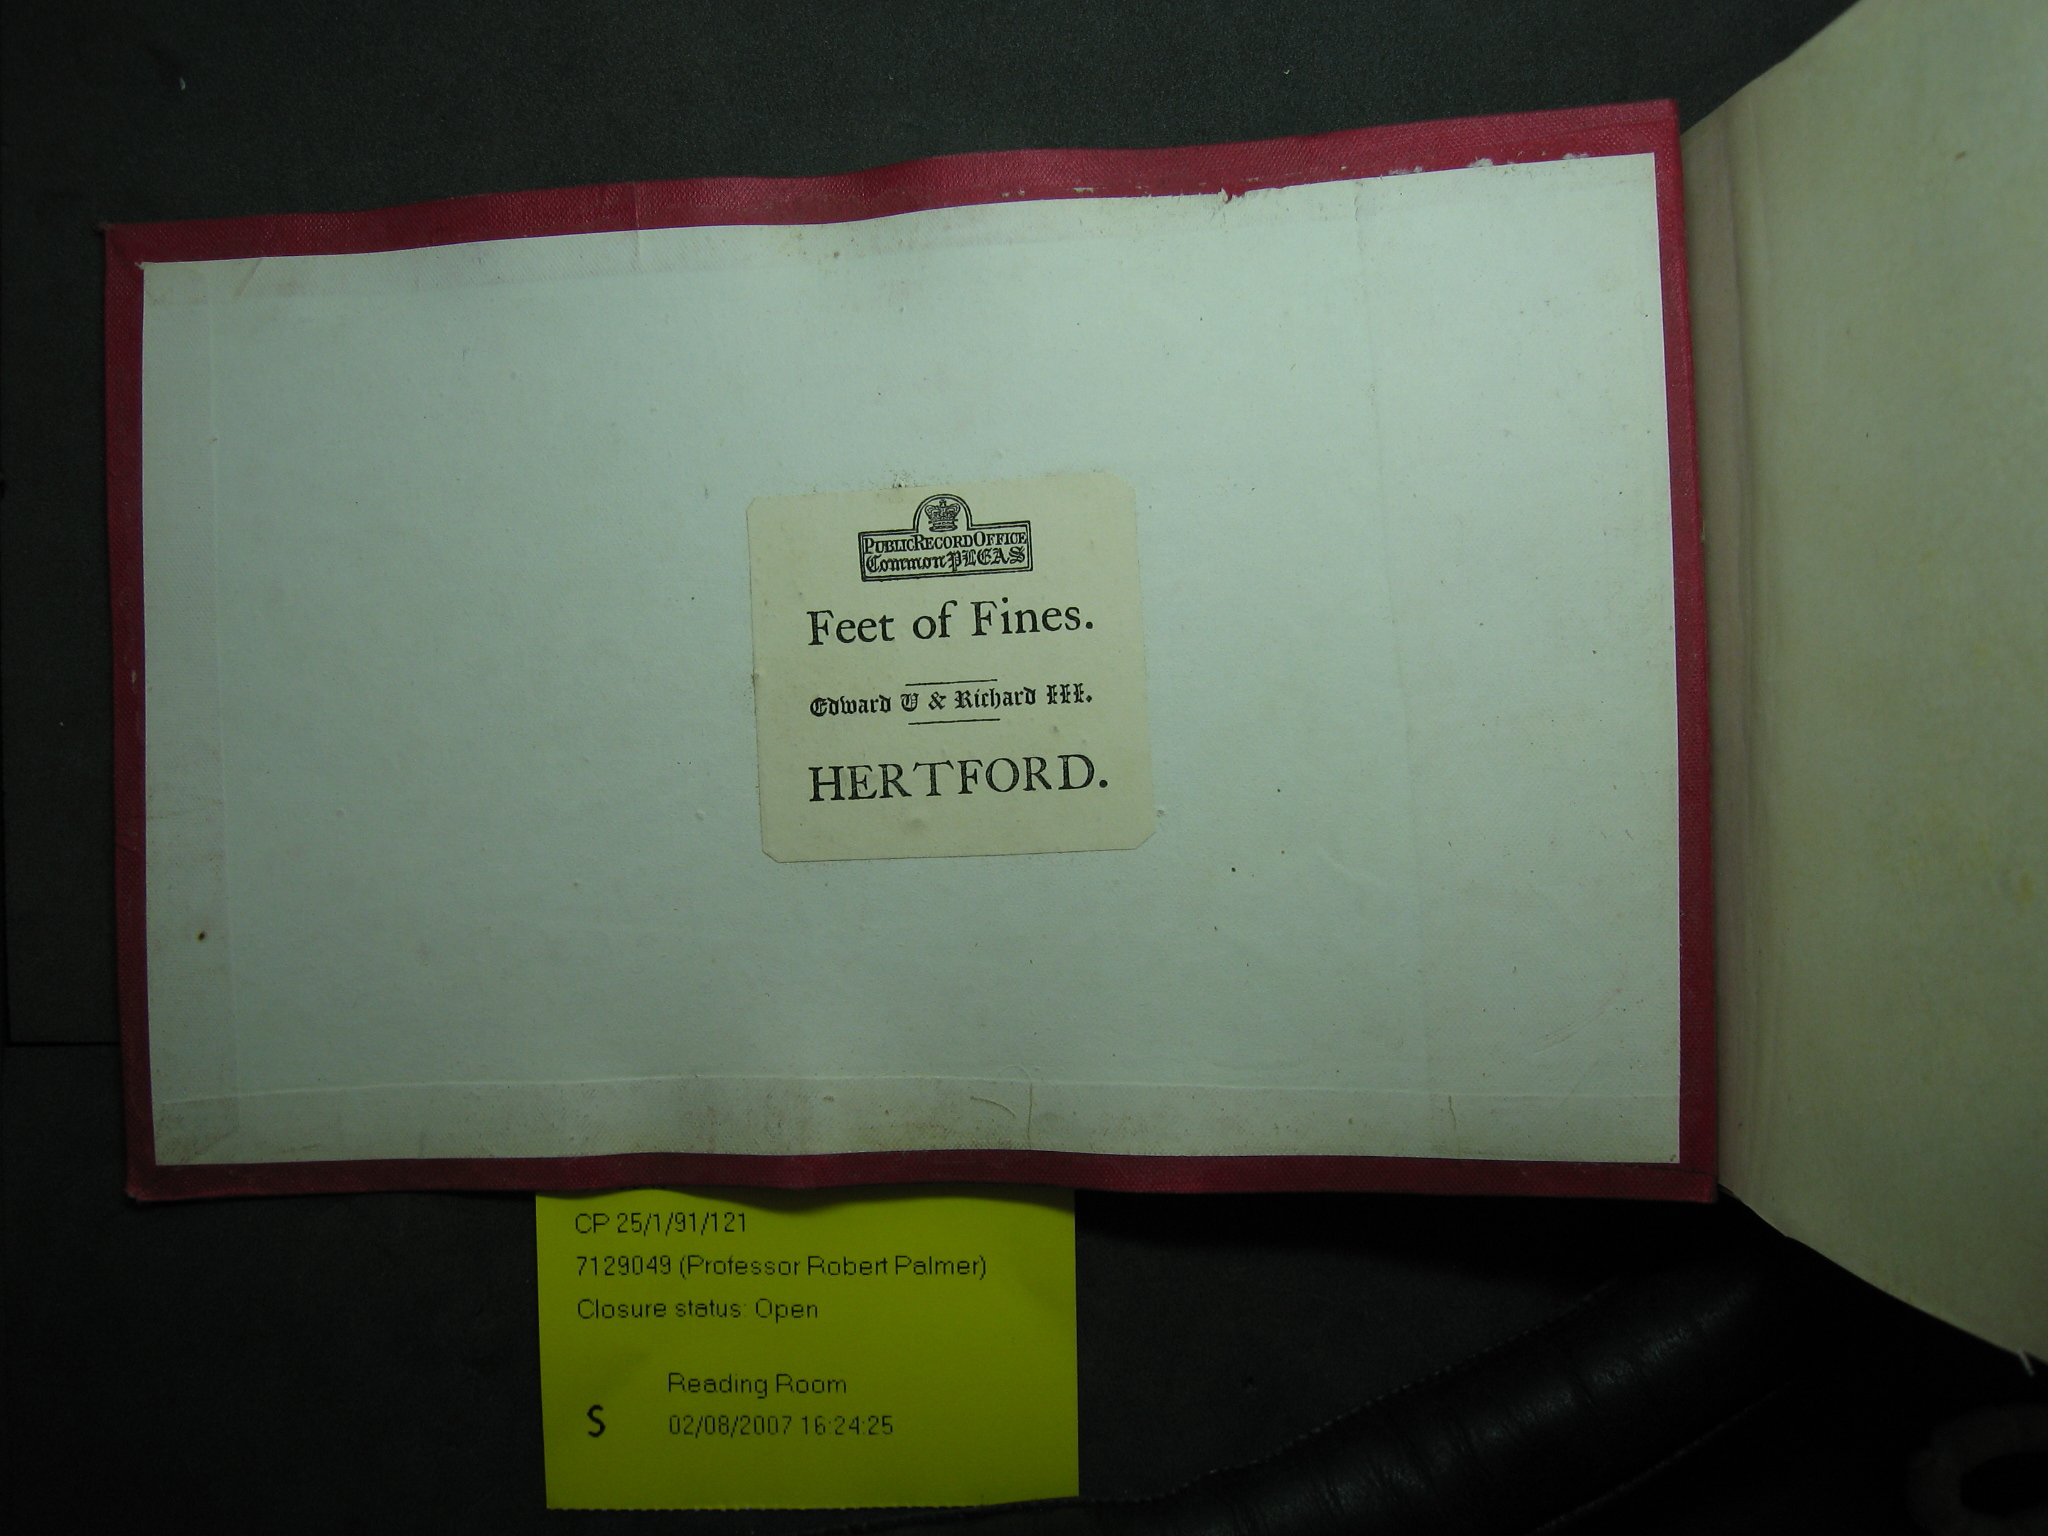 PUBLIC RECORD OFFICE
Common PLEAS
Feet of Fines.
Edward V & Richard III.
HERTFORD.
CP 25/1/91/121
7129049 (Professor Robert Palmer)
Closure status: Open
Reading Room
S 02/08/2007 16:24:25